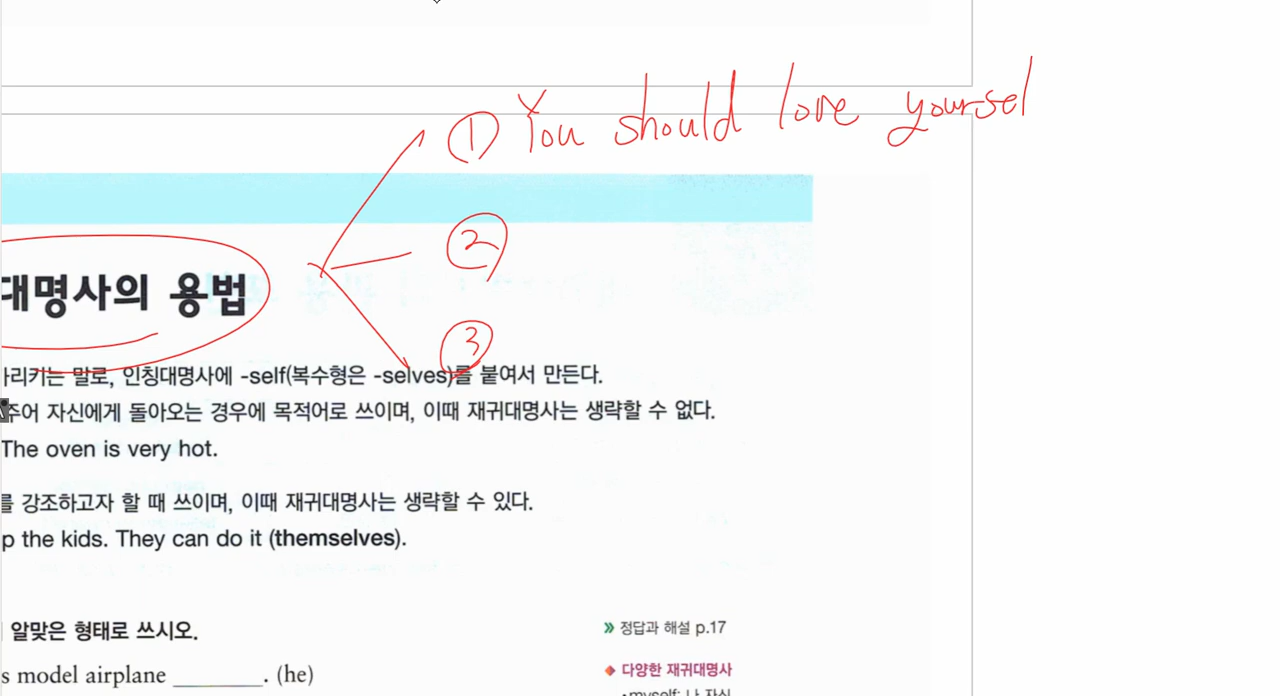 ① You should love yoursel
②
대명사의 용법
③
리키는 말로, 인칭대명사에 -self(복수형은 -selves)를 붙여서 만든다.
주어 자신에게 돌아오는 경우에 목적어로 쓰이며, 이때 재귀대명사는 생략할 수 없다.
The oven is very hot.
를 강조하고자 할 때 쓰이며, 이때 재귀대명사는 생략할 수 있다.
p the kids. They can do it (themselves).
알맞은 형태로 쓰시오.
정답과 해설 p.17
s model airplane ________. (he)
다양한 재귀대명사
•myself: 나 자신